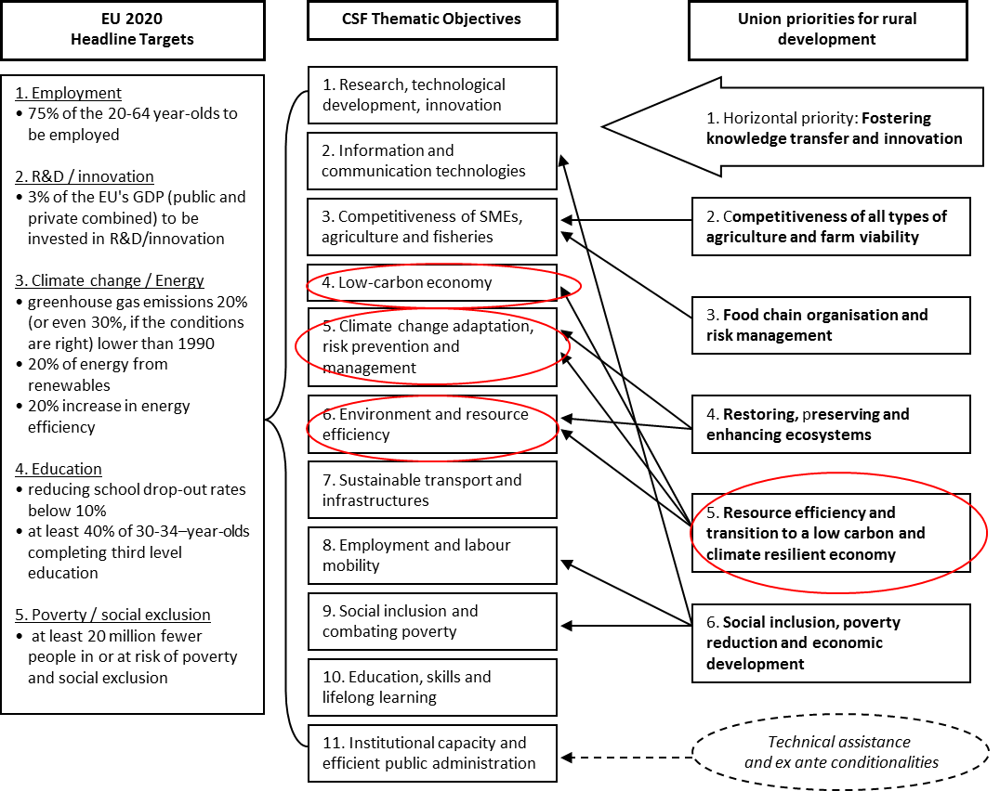 EU 2020
Headline Targets
1. Employment
• 75% of the 20-64 year-olds to
be employed
2. R&D / innovation
• 3% of the EU's GDP (public and
private combined) to be
invested in R&D/innovation
3. Climate change / Energy
• greenhouse gas emissions 20%
(or even 30%, if the conditions
are right) lower than 1990
• 20% of energy from
renewables
• 20% increase in energy
efficiency
4. Education
• reducing school drop-out rates
below 10%
• at least 40% of 30-34–year-olds
completing third level
education
5. Poverty / social exclusion
• at least 20 million fewer
people in or at risk of poverty
and social exclusion
CSF Thematic Objectives
1. Research, technological
development, innovation
2. Information and
communication technologies
3. Competitiveness of SMEs,
agriculture and fisheries
4. Low-carbon economy
5. Climate change adaptation,
risk prevention and
management
6. Environment and resource
efficiency
7. Sustainable transport and
infrastructures
8. Employment and labour
mobility
9. Social inclusion and
combating poverty
10. Education, skills and
lifelong learning
11. Institutional capacity and
efficient public administration
Union priorities for rural
development
1. Horizontal priority: Fostering
knowledge transfer and innovation
2. Competitiveness of all types of
agriculture and farm viability
3. Food chain organisation and
risk management
4. Restoring, preserving and
enhancing ecosystems
5. Resource efficiency and
transition to a low carbon and
climate resilient economy
6. Social inclusion, poverty
reduction and economic
development
Technical assistance
and ex ante conditionalities